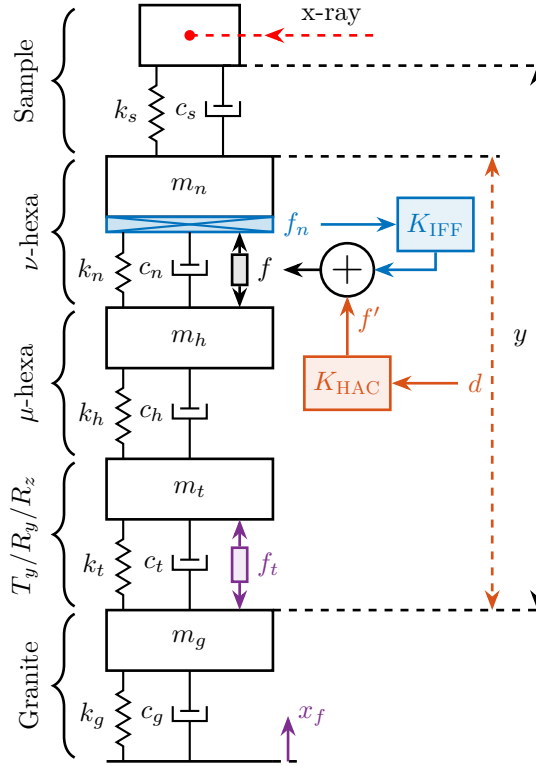 x-ray
Sample
k_s
c_s
m_n
ν-hexa
f_n
K_IFF
k_n
c_n
f
+
m_h
f′
y
μ-hexa
K_HAC
d
k_h
c_h
m_t
T_y/R_y/R_z
k_t
c_t
f_t
m_g
Granite
k_g
c_g
x_f